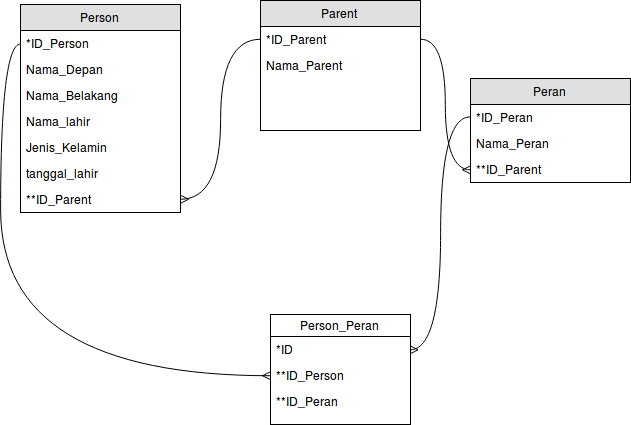 Person
*ID_Person
Nama_Depan
Nama_Belakang
Nama_lahir
Jenis_Kelamin
tanggal_lahir
**ID_Parent
Parent
*ID_Parent
Nama_Parent
Peran
*ID_Peran
Nama_Peran
**ID_Parent
Person_Peran
*ID
**ID_Person
**ID_Peran